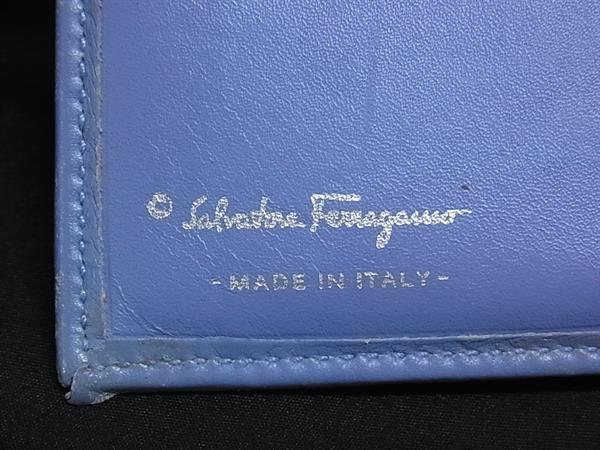 © Salvatore Ferragamo
- MADE IN ITALY -